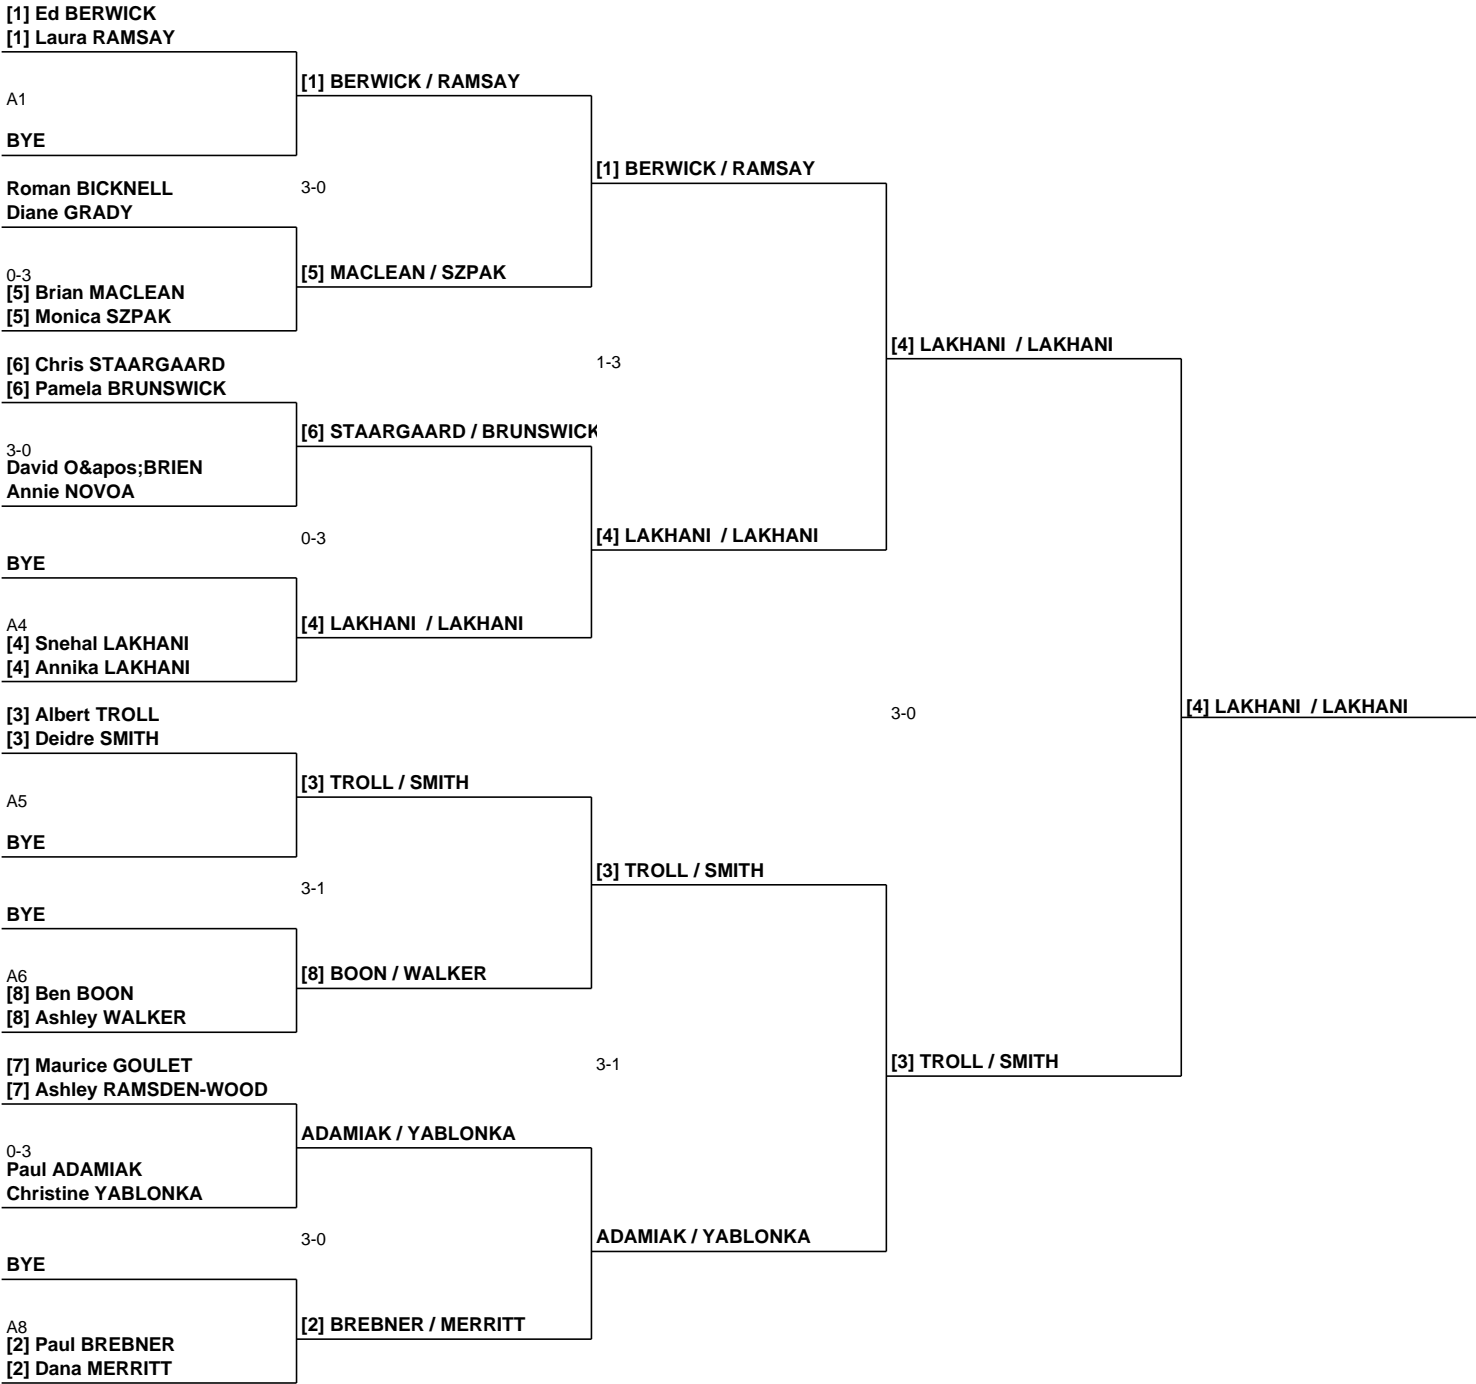 [1] Ed BERWICK
[1] Laura RAMSAY
A1
BYE
Roman BICKNELL
Diane GRADY
0-3
[5] Brian MACLEAN
[5] Monica SZPAK
[6] Chris STAARGAARD
[6] Pamela BRUNSWICK
3-0
David O&apos;BRIEN
Annie NOVOA
BYE
A4
[4] Snehal LAKHANI
[4] Annika LAKHANI
[3] Albert TROLL
[3] Deidre SMITH
A5
BYE
BYE
A6
[8] Ben BOON
[8] Ashley WALKER
[7] Maurice GOULET
[7] Ashley RAMSDEN-WOOD
0-3
Paul ADAMIAK
Christine YABLONKA
BYE
A8
[2] Paul BREBNER
[2] Dana MERRITT
[1] BERWICK / RAMSAY
3-0
[5] MACLEAN / SZPAK
[6] STAARGAARD / BRUNSWICK
0-3
[4] LAKHANI / LAKHANI
[3] TROLL / SMITH
3-1
[8] BOON / WALKER
ADAMIAK / YABLONKA
3-0
[2] BREBNER / MERRITT
[1] BERWICK / RAMSAY
1-3
[4] LAKHANI / LAKHANI
[3] TROLL / SMITH
3-1
ADAMIAK / YABLONKA
[4] LAKHANI / LAKHANI
3-0
[3] TROLL / SMITH
[4] LAKHANI / LAKHANI